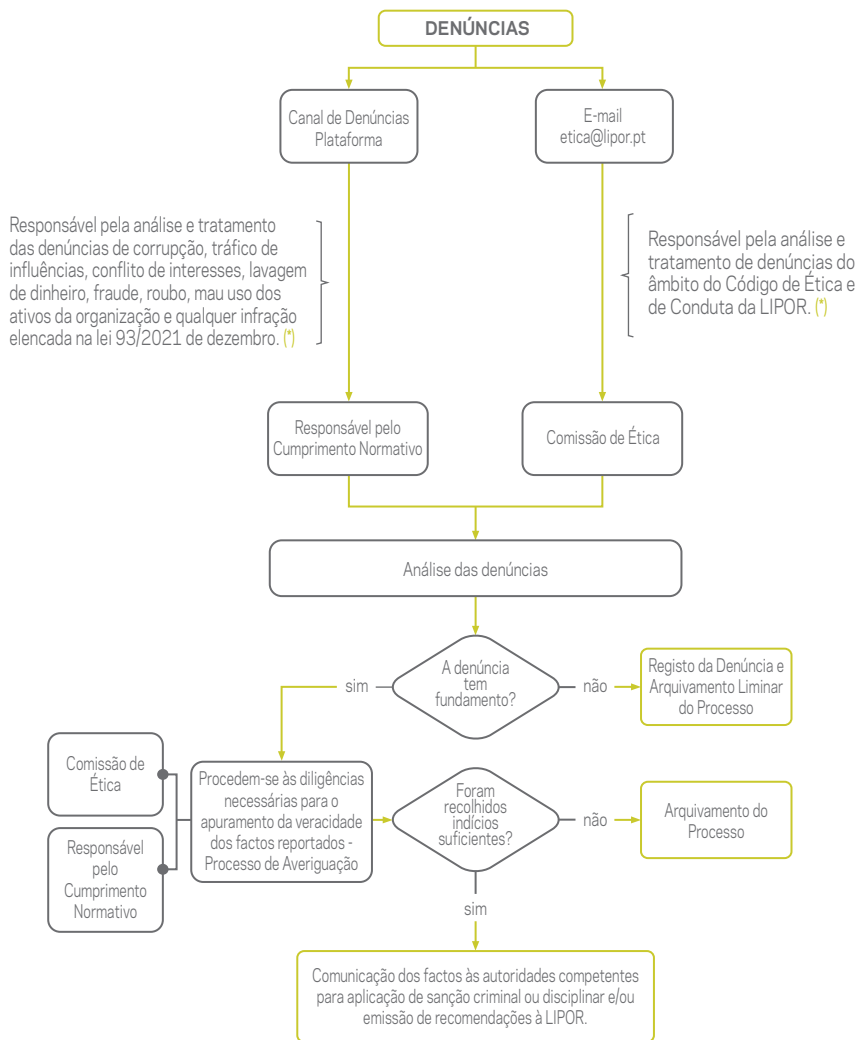 DENÚNCIAS
Canal de Denúncias
Plataforma
E-mail
etica@lipor.pt
Responsável pela análise e tratamento
das denúncias de corrupção, tráfico de
influências, conflito de interesses, lavagem
de dinheiro, fraude, roubo, mau uso dos
ativos da organização e qualquer infração
elencada na lei 93/2021 de dezembro. (*)
Responsável pela análise e
tratamento de denúncias do
âmbito do Código de Ética e
de Conduta da LIPOR. (*)
Responsável pelo
Cumprimento Normativo
Comissão de Ética
Análise das denúncias
A denúncia
tem
fundamento?
sim
não
Registo da Denúncia e
Arquivamento Liminar
do Processo
Comissão de
Ética
Responsável
pelo
Cumprimento
Normativo
Procedem-se às diligências
necessárias para o
apuramento da veracidade
dos factos reportados -
Processo de Averiguação
Foram
recolhidos
indícios
suficientes?
não
Arquivamento do
Processo
sim
Comunicação dos factos às autoridades competentes
para aplicação de sanção criminal ou disciplinar e/ou
emissão de recomendações à LIPOR.